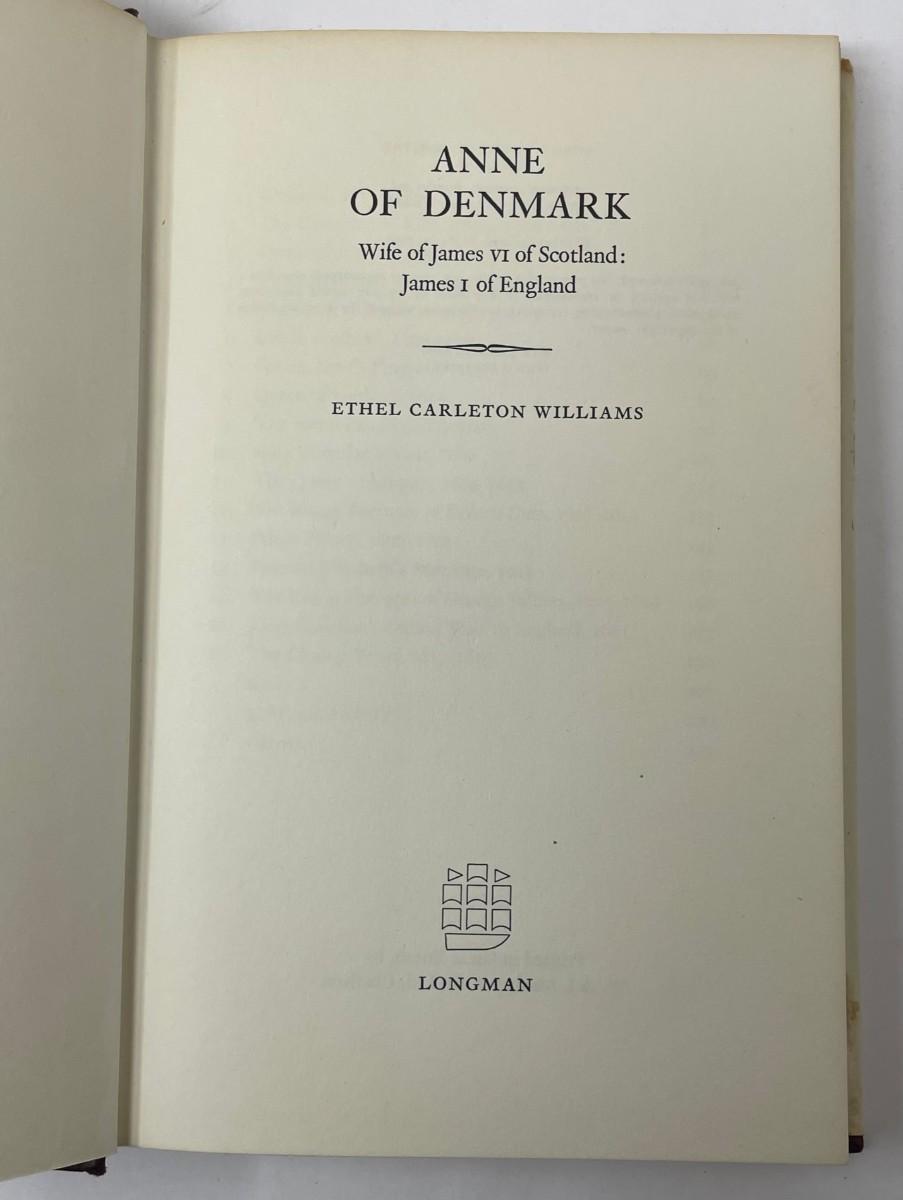 ANNE
OF DENMARK
Wife of James VI of Scotland:
James I of England
ETHEL CARLETON WILLIAMS
LONGMAN